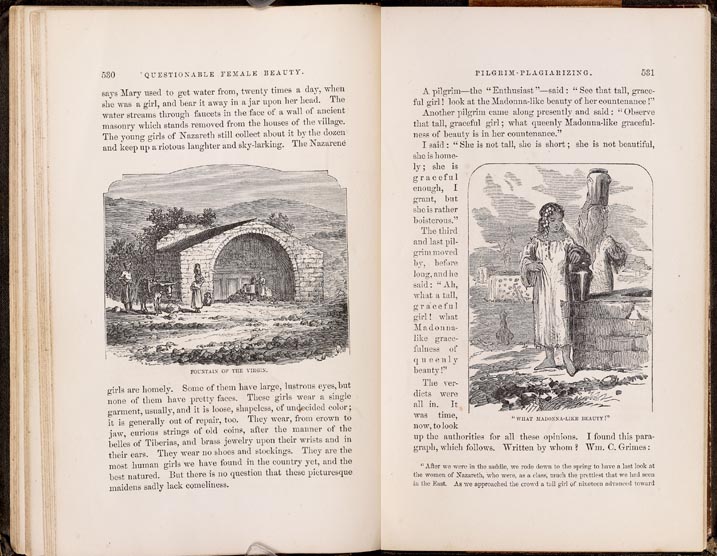 530 QUESTIONABLE FEMALE BEAUTY.
says Mary used to get water from, twenty times a day, when
she was a girl, and bear it away in a jar upon her head. The
water streams through faucets in the face of a wall of ancient
masonry which stands removed from the houses of the village.
The young girls of Nazareth still collect about it by the dozen
and keep up a riotous laughter and sky-larking. The Nazarene
FOUNTAIN OF THE VIRGIN.
girls are homely. Some of them have large, lustrous eyes, but
none of them have pretty faces. These girls wear a single
garment, usually, and it is loose, shapeless, of undecided color;
it is generally out of repair, too. They wear, from crown to
jaw, curious strings of old coins, after the manner of the
belles of Tiberias, and brass jewelry upon their wrists and in
their ears. They wear no shoes and stockings. They are the
most human girls we have found in the country yet, and the
best natured. But there is no question that these picturesque
maidens sadly lack comeliness.
PILGRIM-PLAGIARIZING. 531
A pilgrim—the "Enthusiast"—said: "See that tall, grace-
ful girl! look at the Madonna-like beauty of her countenance!"
Another pilgrim came along presently and said: "Observe
that tall, graceful girl; what queenly Madonna-like graceful-
ness of beauty is in her countenance."
I said: "She is not tall, she is short; she is not beautiful,
she is home-
ly; she is
graceful
enough, I
grant, but
she is rather
boisterous."
The third
and last pil-
grim moved
by, before
long, and he
said: "Ah,
what a tall,
graceful
girl! what
Madonna-
like grace-
fulness of
queenly
beauty!"
The ver-
dicts were
all in. It
was time,
now, to look
"WHAT MADONNA-LIKE BEAUTY!"
up the authorities for all these opinions. I found this para-
graph, which follows. Written by whom? Wm. C. Grimes:
"After we were in the saddle, we rode down to the spring to have a last look at
the women of Nazareth, who were, as a class, much the prettiest that we had seen
in the East. As we approached the crowd a tall girl of nineteen advanced toward